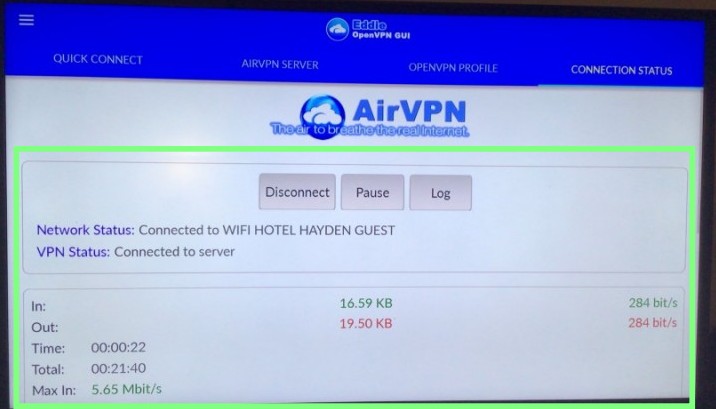 Eddie
OpenVPN GUI
QUICK CONNECT AIRVPN SERVER OPENVPN PROFILE CONNECTION STATUS
AirVPN
The air to breathe the real Internet.
Disconnect Pause Log
Network Status: Connected to WIFI HOTEL HAYDEN GUEST
VPN Status: Connected to server
In: 16.59 KB 284 bit/s
Out: 19.50 KB 284 bit/s
Time: 00:00:22
Total: 00:21:40
Max In: 5.65 Mbit/s